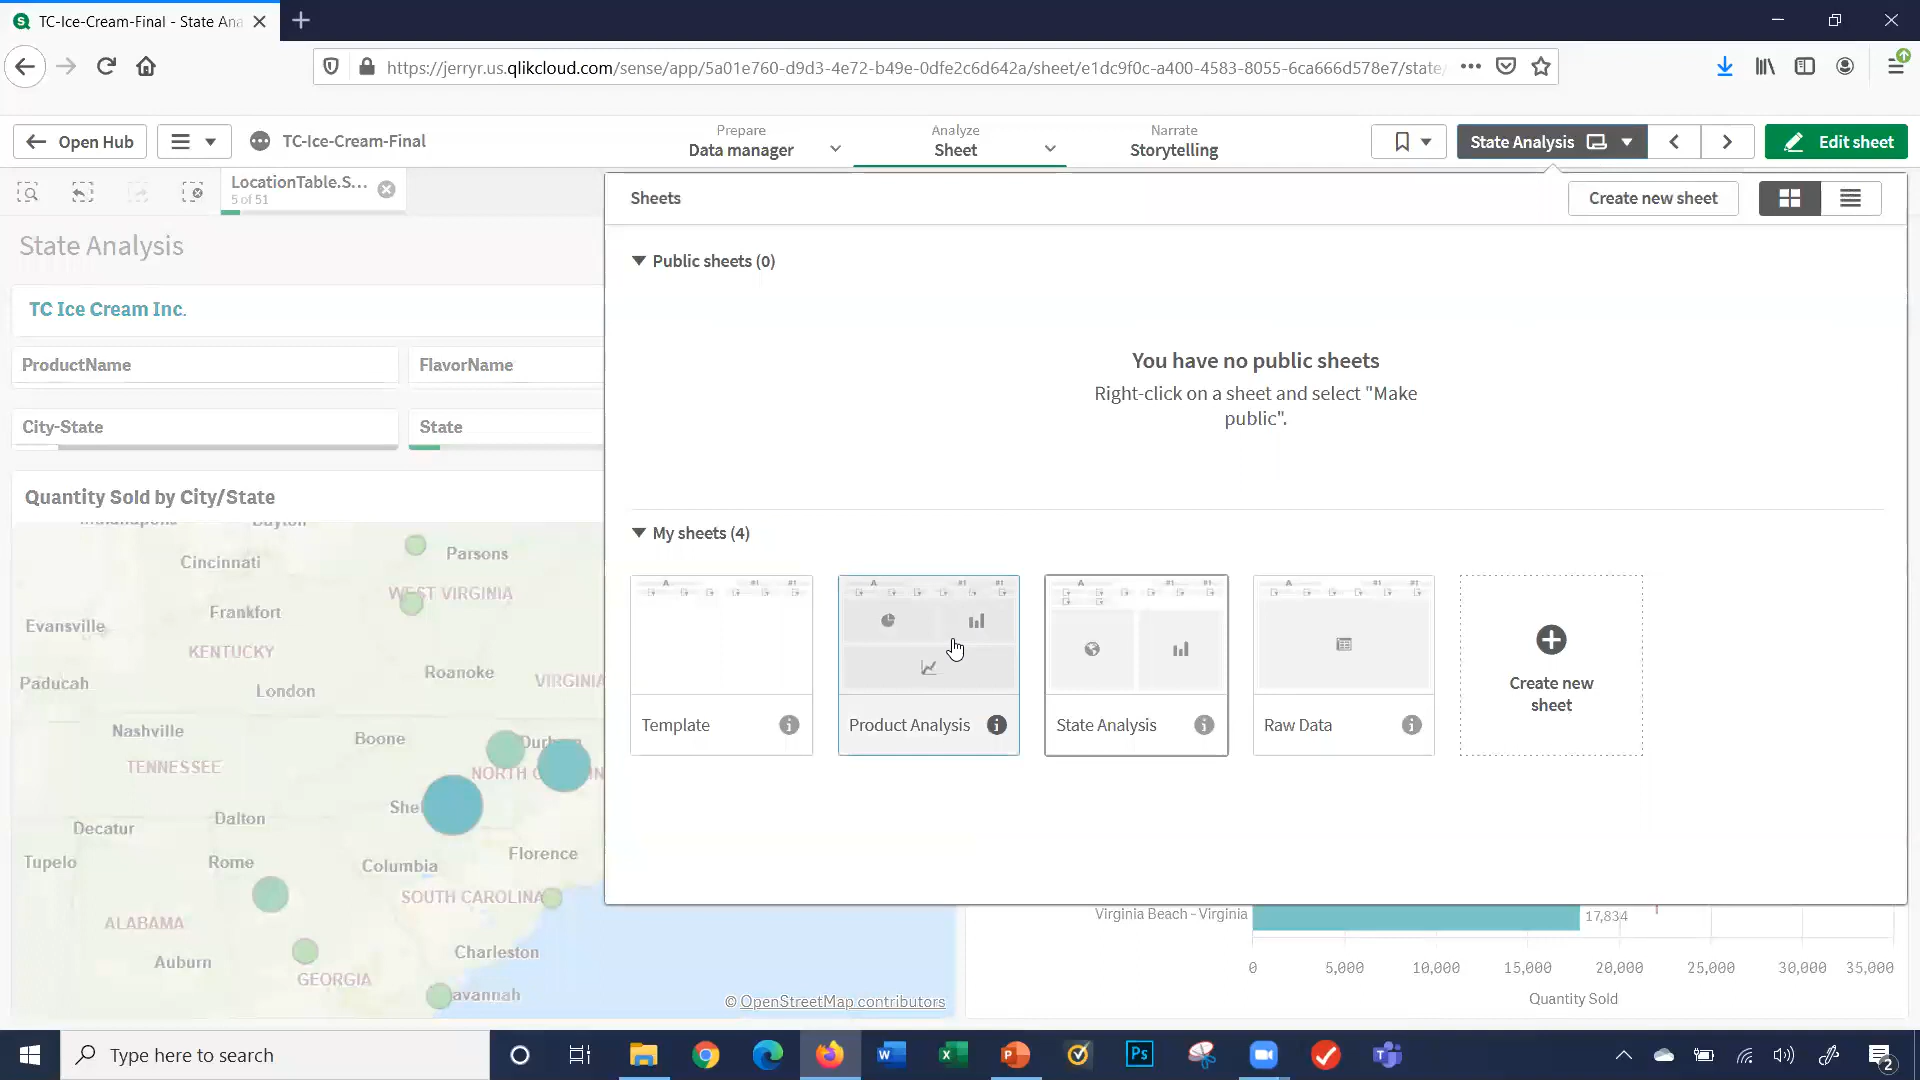 TC-Ice-Cream-Final - State Ana
https://jerryr.us.qlikcloud.com/sense/app/5a01e760-d9d3-4e72-b49e-0dfe2c6d642a/sheet/e1dc9f0c-a400-4583-8055-6ca666d578e7/state/
Open Hub
TC-Ice-Cream-Final
Prepare
Data manager
Analyze
Sheet
Narrate
Storytelling
State Analysis
Edit sheet
LocationTable.S...
5 of 51
Sheets
Create new sheet
State Analysis
Public sheets (0)
TC Ice Cream Inc.
ProductName
FlavorName
You have no public sheets
Right-click on a sheet and select "Make
public".
City-State
State
Quantity Sold by City/State
My sheets (4)
Dayton
Cincinnati
Parsons
WEST VIRGINIA
Frankfort
Evansville
KENTUCKY
Roanoke
VIRGINIA
Paducah
London
Nashville
Boone
TENNESSEE
She
Decatur
Dalton
Tupelo
Rome
Columbia
Florence
SOUTH CAROLINA
ALABAMA
Charleston
Auburn
GEORGIA
avannah
© OpenStreetMap contributors
Template
Product Analysis
State Analysis
Raw Data
Create new
sheet
Virginia Beach - Virginia
17,834
0
5,000
10,000
15,000
20,000
25,000
30,000
35,000
Quantity Sold
Type here to search
2